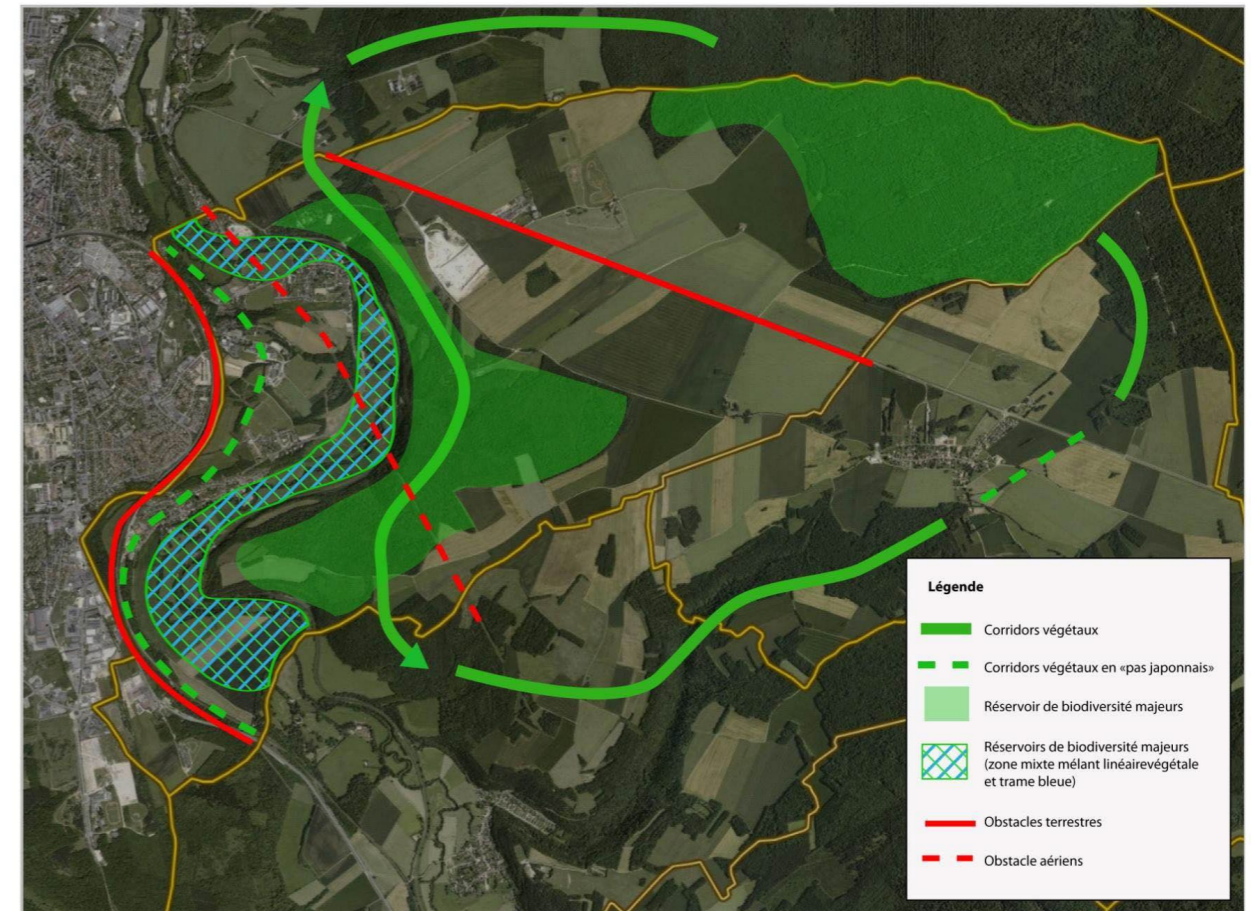 Légende
Corridors végétaux
Corridors végétaux en «pas japonnais»
Réservoir de biodiversité majeurs
Réservoirs de biodiversité majeurs
(zone mixte mélant linéairevégétale
et trame bleue)
Obstacles terrestres
Obstacle aériens